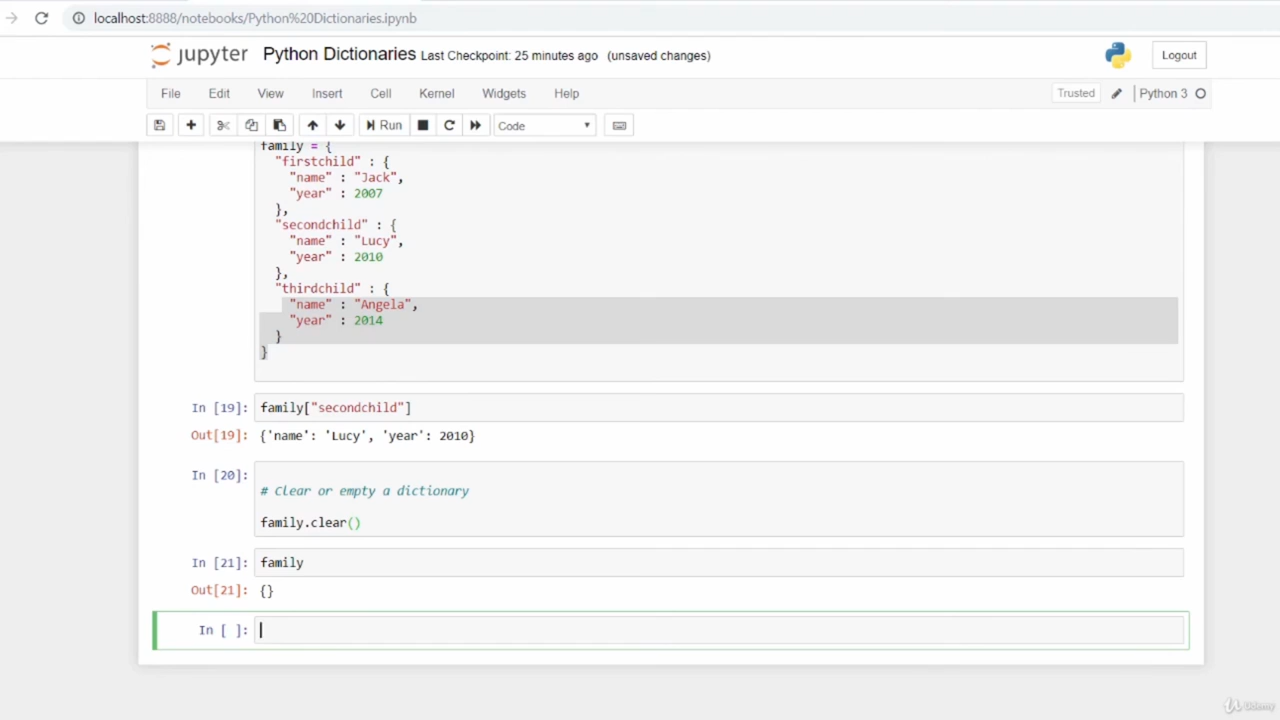 localhost:8888/notebooks/Python%20Dictionaries.ipynb
jupyter Python Dictionaries Last Checkpoint: 25 minutes ago (unsaved changes) Logout
File Edit View Insert Cell Kernel Widgets Help Trusted Python 3
Run Code
family = {
"firstchild" : {
"name" : "Jack",
"year" : 2007
},
"secondchild" : {
"name" : "Lucy",
"year" : 2010
},
"thirdchild" : {
"name" : "Angela",
"year" : 2014
}
}
In [19]: family["secondchild"]
Out[19]: {'name': 'Lucy', 'year': 2010}
In [20]:
# Clear or empty a dictionary
family.clear()
In [21]: family
Out[21]: {}
In [ ]:
Udemy